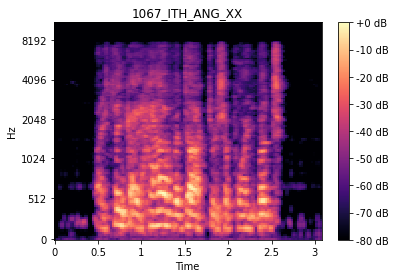 1067_ITH_ANG_XX
Hz
8192
4096
2048
1024
512
0
0 0.5 1 1.5 2 2.5 3
Time
+0 dB
-10 dB
-20 dB
-30 dB
-40 dB
-50 dB
-60 dB
-70 dB
-80 dB